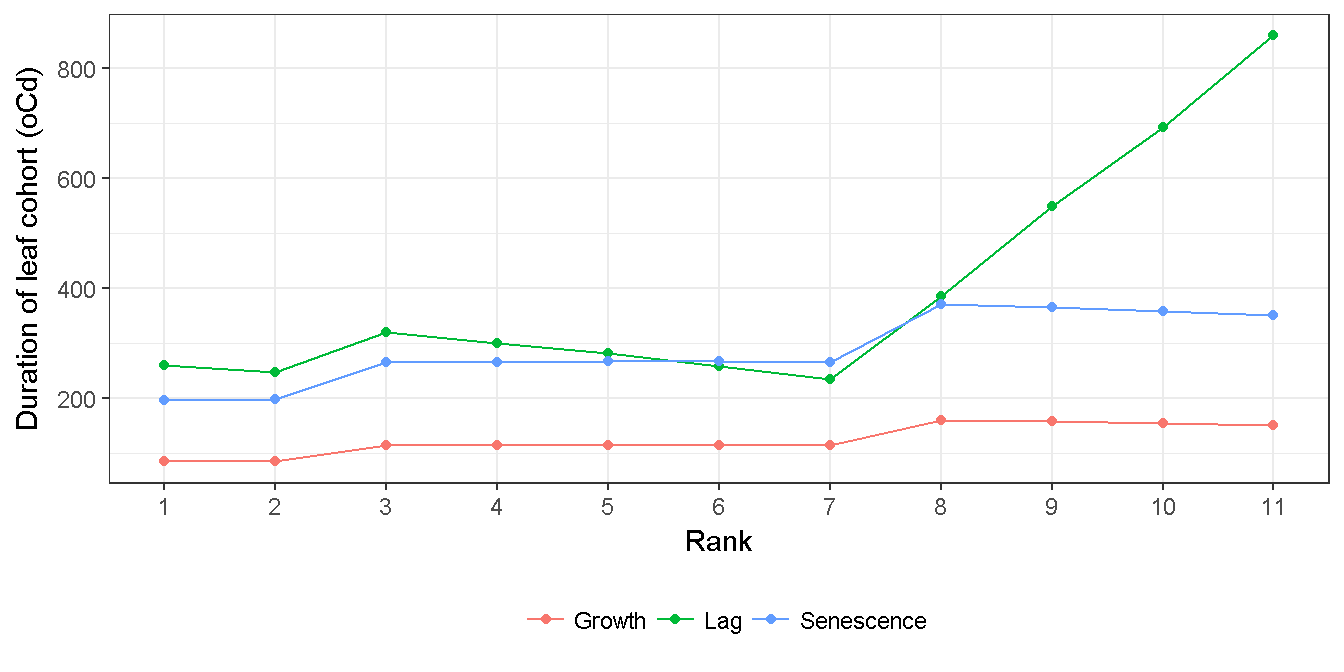 Duration of leaf cohort (oCd)
800
600
400
200
1 2 3 4 5 6 7 8 9 10 11
Rank
Growth Lag Senescence